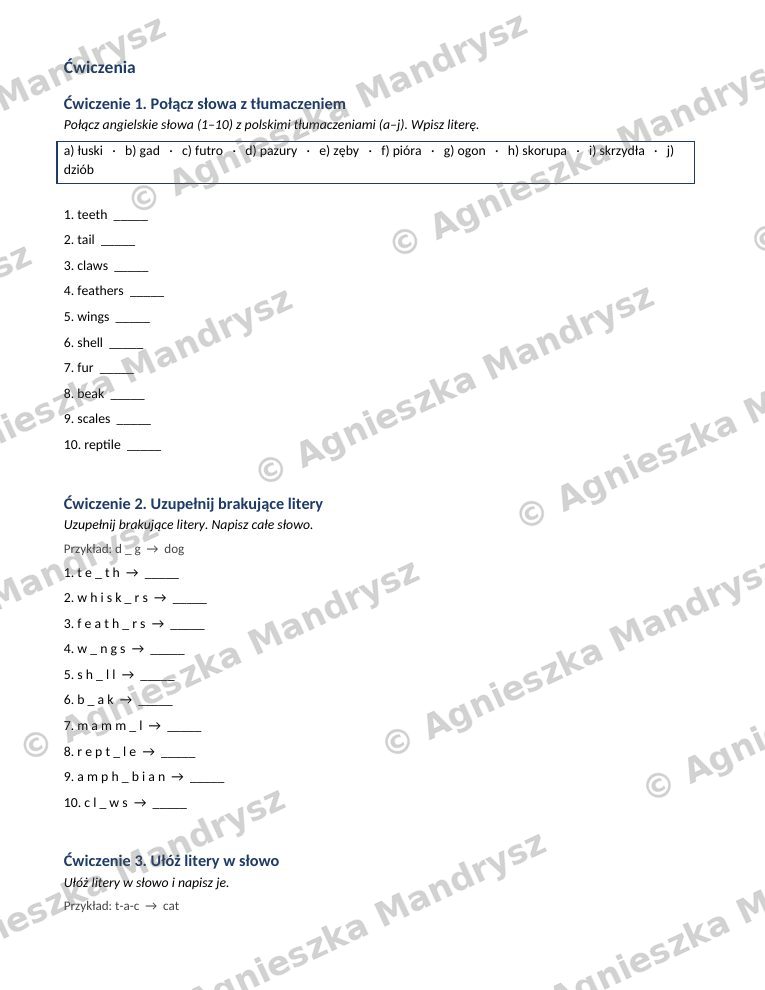 Ćwiczenia
Ćwiczenie 1. Połącz słowa z tłumaczeniem
Połącz angielskie słowa (1–10) z polskimi tłumaczeniami (a–j). Wpisz literę.
a) łuski · b) gad · c) futro · d) pazury · e) zęby · f) pióra · g) ogon · h) skorupa · i) skrzydła · j)
dziób
1. teeth _____
2. tail _____
3. claws _____
4. feathers _____
5. wings _____
6. shell _____
7. fur _____
8. beak _____
9. scales _____
10. reptile _____
Ćwiczenie 2. Uzupełnij brakujące litery
Uzupełnij brakujące litery. Napisz całe słowo.
Przykład: d _ g → dog
1. t e _ t h → _____
2. w h i s k _ r s → _____
3. f e a t h _ r s → _____
4. w _ n g s → _____
5. s h _ l l → _____
6. b _ a k → _____
7. m a m m _ l → _____
8. r e p t _ l e → _____
9. a m p h _ b i a n → _____
10. c l _ w s → _____
Ćwiczenie 3. Ułóż litery w słowo
Ułóż litery w słowo i napisz je.
Przykład: t-a-c → cat
© Agnieszka Mandrysz